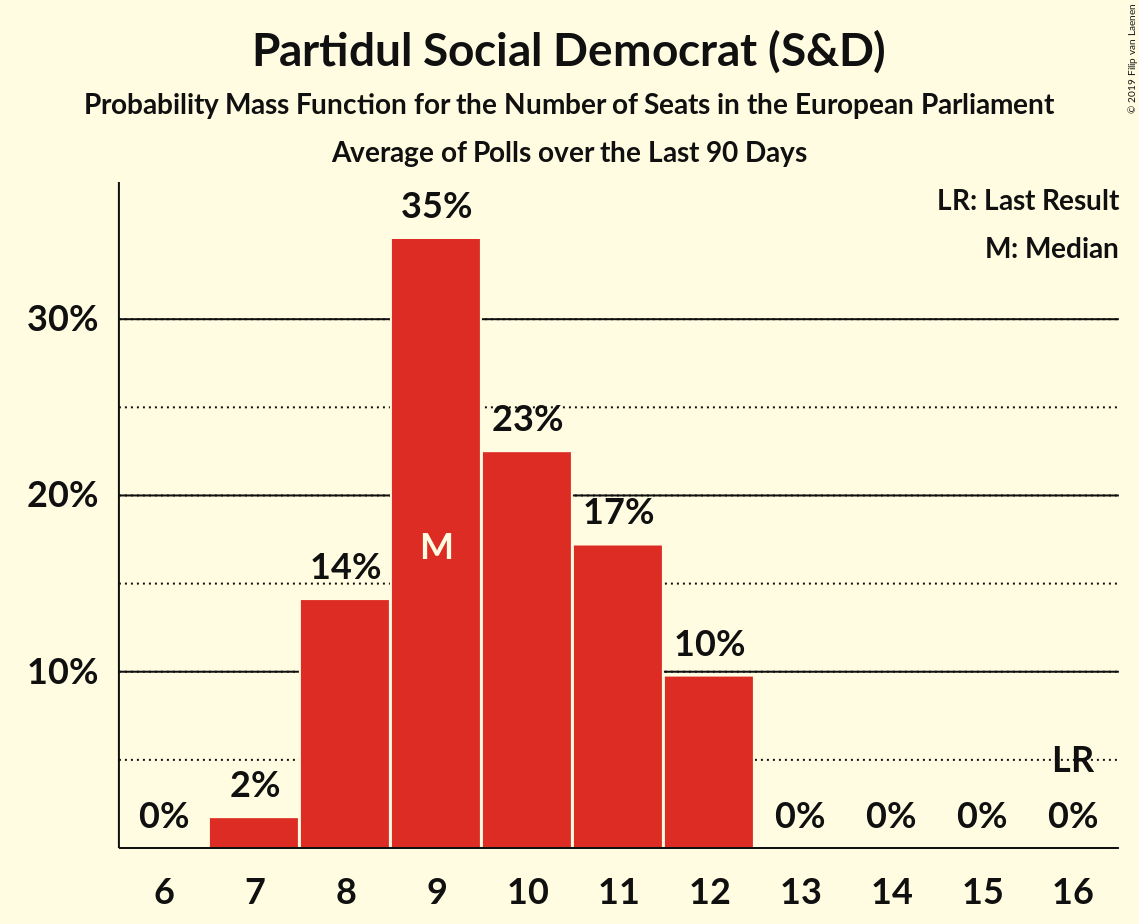 Partidul Social Democrat (S&D)
Probability Mass Function for the Number of Seats in the European Parliament
Average of Polls over the Last 90 Days
© 2019 Filip van Laenen
LR: Last Result
M: Median
35%
30%
23%
20%
17%
M
14%
10%
10%
LR
2%
0%
0%
0%
0%
0%
6 7 8 9 10 11 12 13 14 15 16